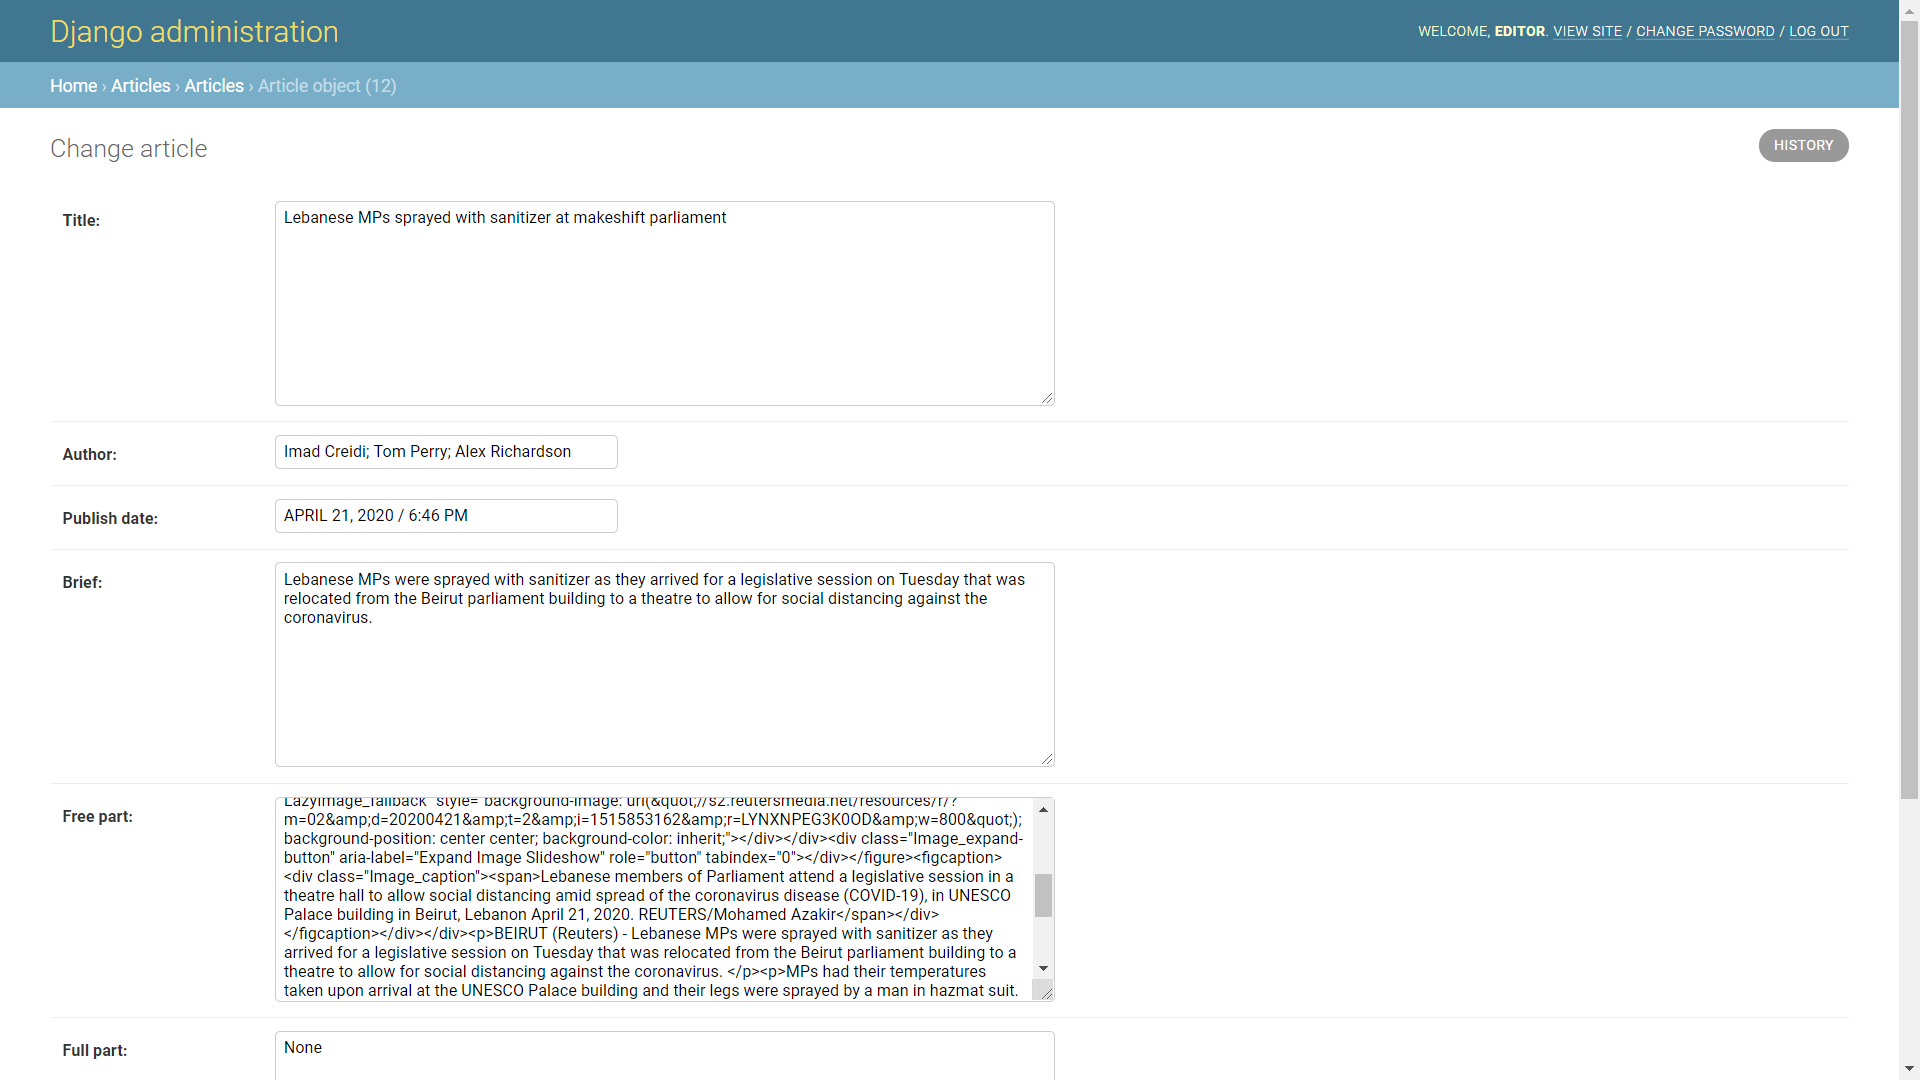 Django administration
WELCOME, EDITOR. VIEW SITE / CHANGE PASSWORD / LOG OUT
Home › Articles › Articles › Article object (12)
Change article
HISTORY
Title:
Lebanese MPs sprayed with sanitizer at makeshift parliament
Author:
Imad Creidi; Tom Perry; Alex Richardson
Publish date:
APRIL 21, 2020 / 6:46 PM
Brief:
Lebanese MPs were sprayed with sanitizer as they arrived for a legislative session on Tuesday that was
relocated from the Beirut parliament building to a theatre to allow for social distancing against the
coronavirus.
Free part:
LazyImage_fallback" style="background-image: url(&quot;//s2.reutersmedia.net/resources/r/?
m=02&amp;d=20200421&amp;t=2&amp;i=1515853162&amp;r=LYNXNPEG3K0OD&amp;w=800&quot;);
background-position: center center; background-color: inherit;"></div></div><div class="Image_expand-
button" aria-label="Expand Image Slideshow" role="button" tabindex="0"></div></figure><figcaption>
<div class="Image_caption"><span>Lebanese members of Parliament attend a legislative session in a
theatre hall to allow social distancing amid spread of the coronavirus disease (COVID-19), in UNESCO
Palace building in Beirut, Lebanon April 21, 2020. REUTERS/Mohamed Azakir</span></div>
</figcaption></div></div><p>BEIRUT (Reuters) - Lebanese MPs were sprayed with sanitizer as they
arrived for a legislative session on Tuesday that was relocated from the Beirut parliament building to a
theatre to allow for social distancing against the coronavirus. </p><p>MPs had their temperatures
taken upon arrival at the UNESCO Palace building and their legs were sprayed by a man in hazmat suit.
Full part:
None